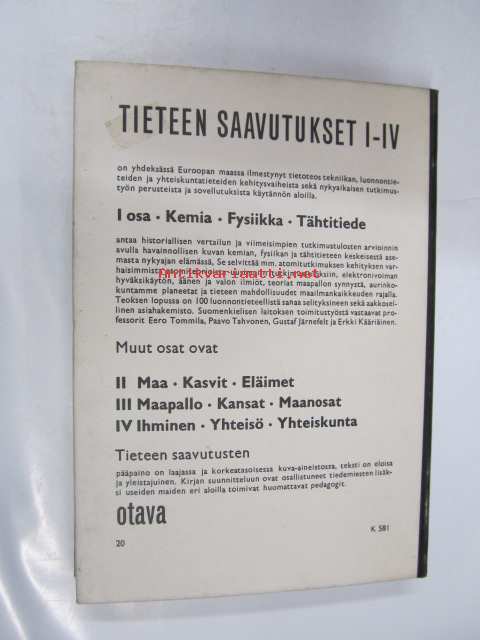 TIETEEN SAAVUTUKSET I-IV
on yhdeksässä Euroopan maassa ilmestynyt tietoteos tekniikan, luonnontie-
teiden ja yhteiskuntatieteiden kehitysvaiheista sekä nykyaikaisen tutkimus-
työn perusteista ja sovellutuksista käytännön aloilla.
I osa · Kemia · Fysiikka · Tähtitiede
antaa historiallisen vertailun ja viimeisimpien tutkimustulosten arvioinnin
avulla havainnollisen kuvan kemian, fysiikan ja tähtitieteen keskeisestä ase-
masta nykyajan elämässä. Se selvittää mm. atomitutkimuksen kehityksen var-
haisimmista
Antikvariaatti.net
elektronivoiman
hyväksikäytön, äänen ja valon ilmiöt, teoriat maapallon synnystä, aurinko-
kuntamme planeetat ja tieteen mahdollisuudet maailmankaikkeuden rajalla.
Teoksen lopussa on 100 luonnontieteellistä sanaa selityksineen sekä aakkosel-
linen asiahakemisto. Suomenkielisen laitoksen toimitustyöstä vastaavat pro-
fessorit Eero Tommila, Paavo Tahvonen, Gustaf Järnefelt ja Erkki Kääriäinen.
Muut osat ovat
II Maa · Kasvit · Eläimet
III Maapallo · Kansat · Maanosat
IV Ihminen · Yhteisö · Yhteiskunta
Tieteen saavutusten
pääpaino on laajassa ja korkeatasoisessa kuva-aineistossa, teksti on eloisa
ja yleistajuinen. Kirjan suunnitteluun ovat osallistuneet tiedemiesten lisäk-
si useiden maiden eri aloilla toimivat huomattavat pedagogit.
otava
K 581
20